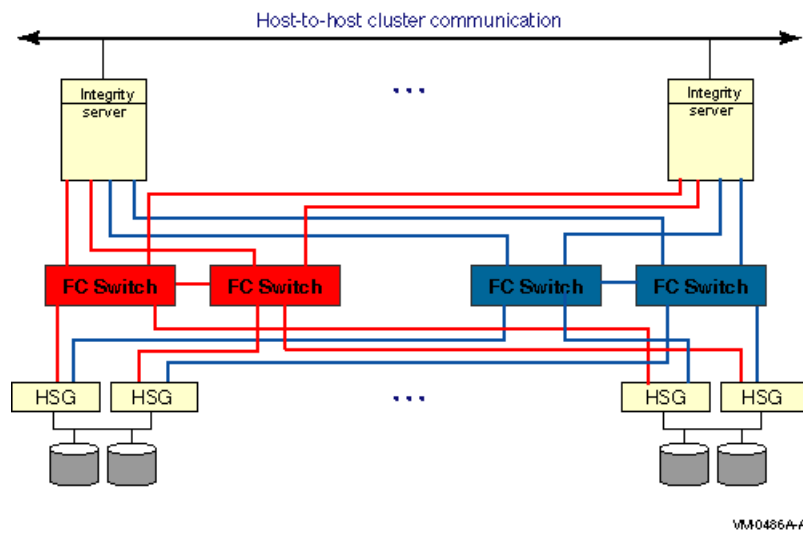 Host-to-host cluster communication
...
Integrity
server
Integrity
server
FC Switch
FC Switch
FC Switch
FC Switch
HSG
HSG
...
HSG
HSG
VM-0486A-A